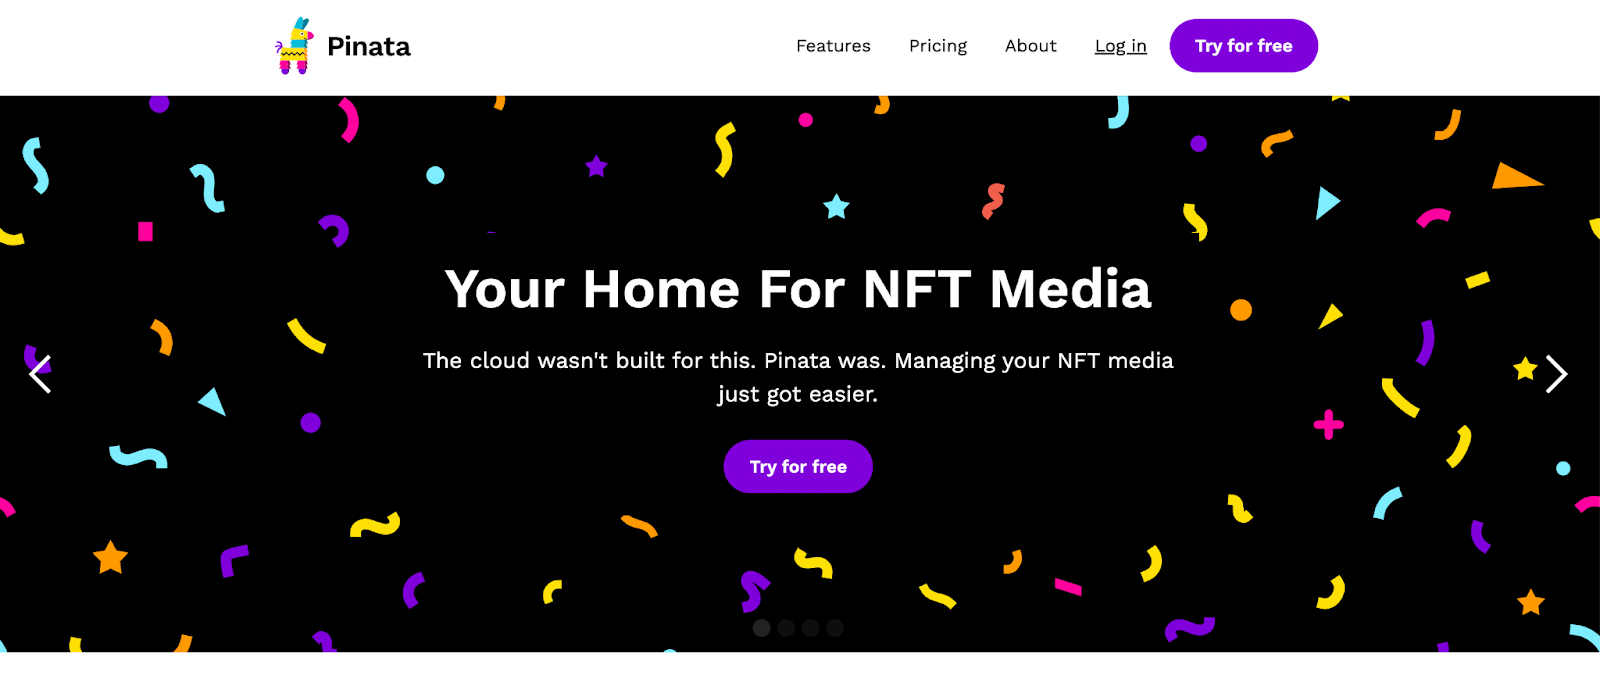 Pinata
Features
Pricing
About
Log in
Try for free
Your Home For NFT Media
The cloud wasn't built for this. Pinata was. Managing your NFT media
just got easier.
Try for free